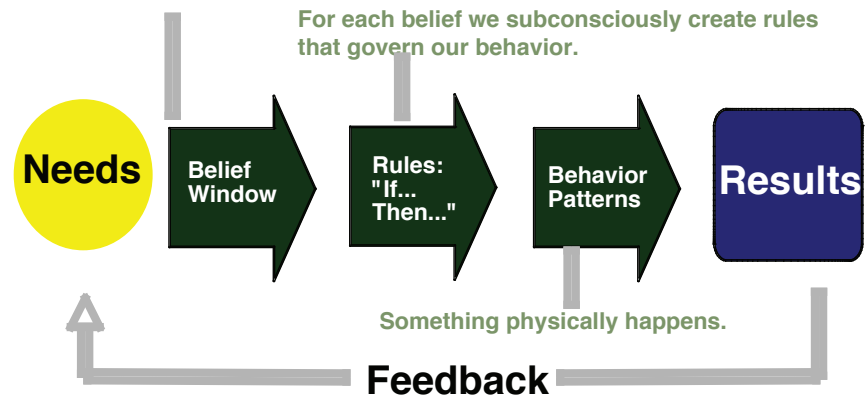 For each belief we subconsciously create rules
that govern our behavior.
Needs
Belief
Window
Rules:
"If...
Then..."
Behavior
Patterns
Results
Something physically happens.
Feedback